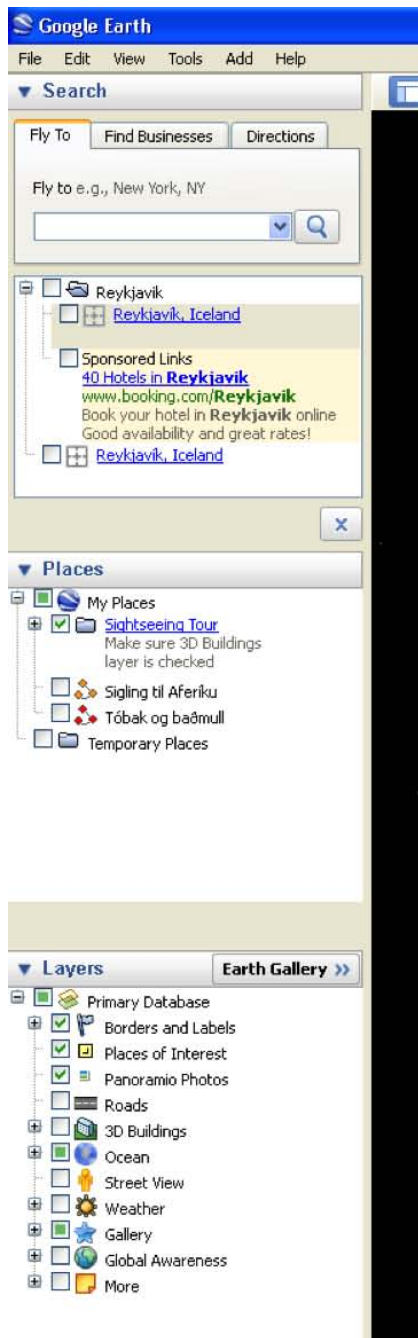 Google Earth
File Edit View Tools Add Help
Search
Fly To Find Businesses Directions
Fly to e.g., New York, NY
Reykjavik
Reykjavík, Iceland
Sponsored Links
40 Hotels in Reykjavik
www.booking.com/Reykjavik
Book your hotel in Reykjavik online
Good availability and great rates!
Reykjavík, Iceland
Places
My Places
Sightseeing Tour
Make sure 3D Buildings
layer is checked
Sigling til Aferíku
Tóbak og baðmull
Temporary Places
Layers Earth Gallery »
Primary Database
Borders and Labels
Places of Interest
Panoramio Photos
Roads
3D Buildings
Ocean
Street View
Weather
Gallery
Global Awareness
More